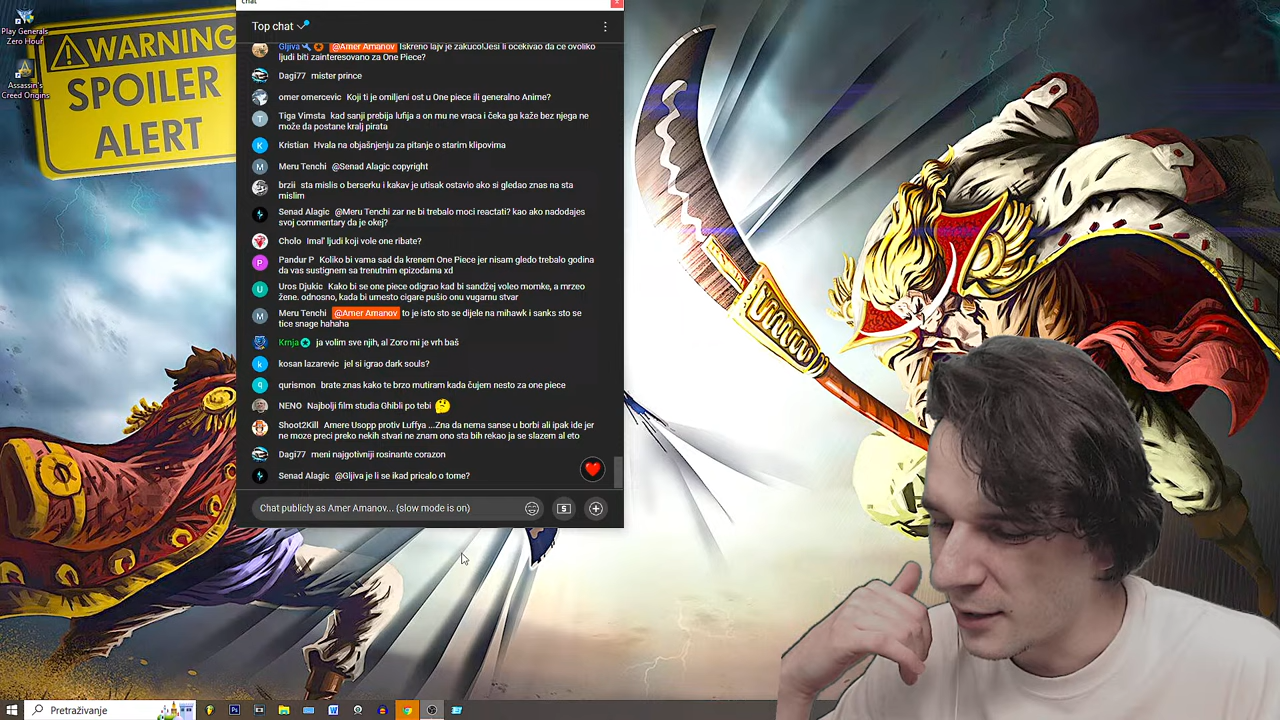 Play Generals
Zero Hour
Assassin's
Creed Origins
WARNING
SPOILER
ALERT
chat
Top chat
Gljiva @Amer Amanov Iskreno lajv je zakuco!Jesi li ocekivao da ce ovoliko
ljudi biti zainteresovano za One Piece?
Dagi77 mister prince
omer omercevic Koji ti je omiljeni ost u One piece ili generalno Anime?
Tiga Vimsta kad sanji prebija lufija a on mu ne vraca i čeka ga kaže bez njega ne
može da postane kralj pirata
Kristian Hvala na objašnjenju za pitanje o starim klipovima
Meru Tenchi @Senad Alagic copyright
brzii sta mislis o berserku i kakav je utisak ostavio ako si gledao znas na sta
mislim
Senad Alagic @Meru Tenchi zar ne bi trebalo moci reactati? kao ako nadodajes
svoj commentary da je okej?
Cholo Imal' ljudi koji vole one ribate?
Pandur P Koliko bi vama sad da krenem One Piece jer nisam gledo trebalo godina
da vas sustignem sa trenutnim epizodama xd
Uros Djukic Kako bi se one piece odigrao kad bi sandžej voleo momke, a mrzeo
žene. odnosno, kada bi umesto cigare pušio onu vugarnu stvar
Meru Tenchi @Amer Amanov to je isto sto se dijele na mihawk i sanks sto se
tice snage hahaha
Krnja ja volim sve njih, al Zoro mi je vrh baš
kosan lazarevic jel si igrao dark souls?
qurismon brate znas kako te brzo mutiram kada čujem nesto za one piece
NENO Najbolji film studia Ghibli po tebi 🤔
Shoot2Kill Amere Usopp protiv Luffya ...Zna da nema sanse u borbi ali ipak ide jer
ne moze preci preko nekih stvari ne znam ono sta bih rekao ja se slazem al eto
Dagi77 meni najgotivniji rosinante corazon
Senad Alagic @Gljiva je li se ikad pricalo o tome?
Chat publicly as Amer Amanov... (slow mode is on)
Pretraživanje